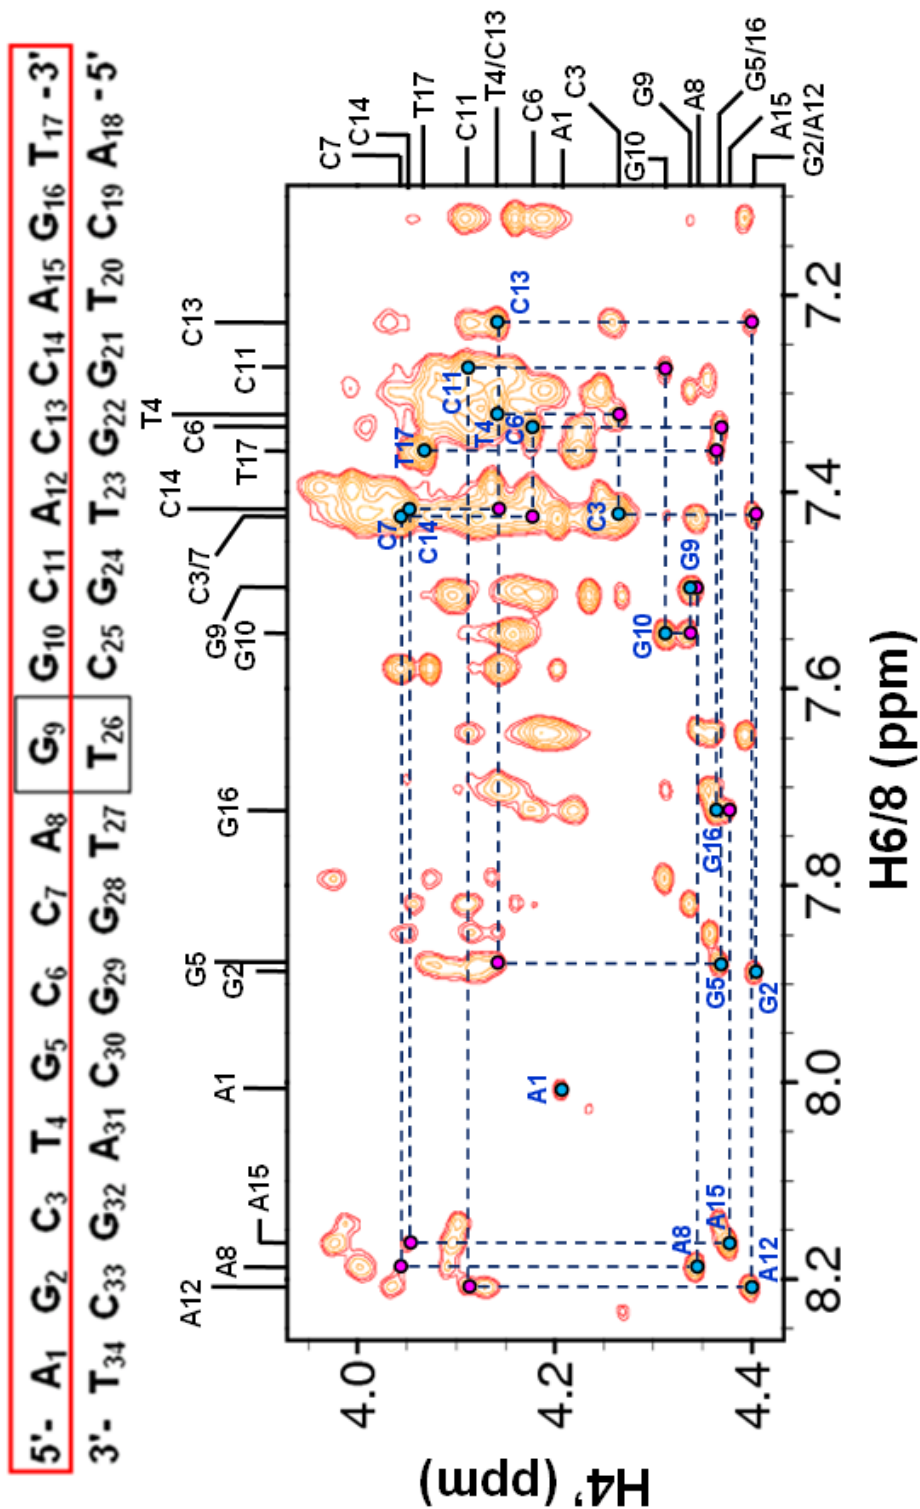 5'- A1 G2 C3 T4 G5 C6 C7 A8 G9 G10 C11 A12 C13 C14 A15 G16 T17 -3'
3'- T34 C33 G32 A31 C30 G29 G28 T27 T26 C25 G24 T23 G22 G21 T20 C19 A18 -5'
A12 A8 A15 A1 G2 G5 G16 G10 G9 C3/7 C14 T17 C6 T4 C11 C13
C7
C14
T17
C11
T4/C13
C6
A1
C3
G10
G9
A8
G5/16
A15
G2/A12
C7
C14
T17
C11
T4
C13
C6
A1
C3
G10
G9
A8
A15
G5
G16
A12
G2
4.0
4.2
4.4
H4' (ppm)
8.2 8.0 7.8 7.6 7.4 7.2
H6/8 (ppm)